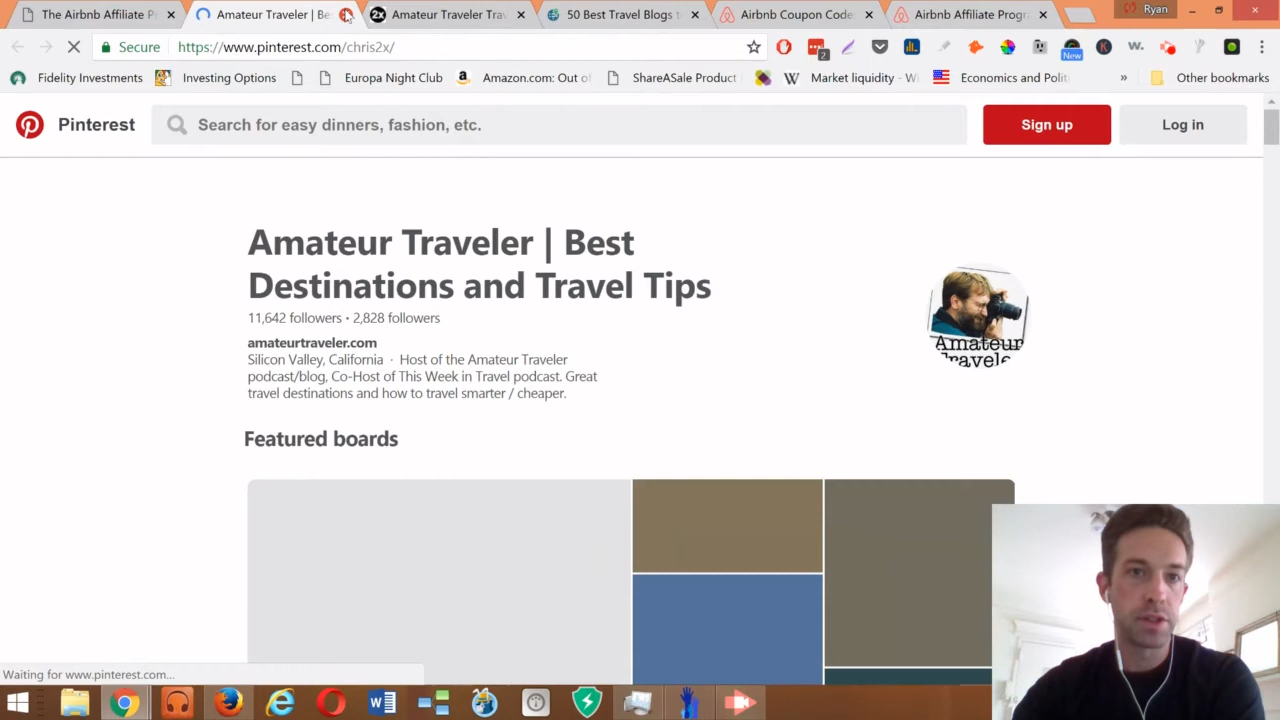 The Airbnb Affiliate P
Amateur Traveler | Be
2x
Amateur Traveler Trav
50 Best Travel Blogs t
Airbnb Coupon Code
Airbnb Affiliate Progr
Ryan
Secure
https://www.pinterest.com/chris2x/
2
New
K
W.
Fidelity Investments
Investing Options
Europa Night Club
Amazon.com: Out of
ShareASale Product
W
Market liquidity - W
Economics and Polit
»
Other bookmarks
Pinterest
Search for easy dinners, fashion, etc.
Sign up
Log in
Amateur Traveler | Best
Destinations and Travel Tips
11,642 followers • 2,828 followers
amateurtraveler.com
Silicon Valley, California · Host of the Amateur Traveler
podcast/blog, Co-Host of This Week in Travel podcast. Great
travel destinations and how to travel smarter / cheaper.
Amateur
Featured boards
Waiting for www.pinterest.com...